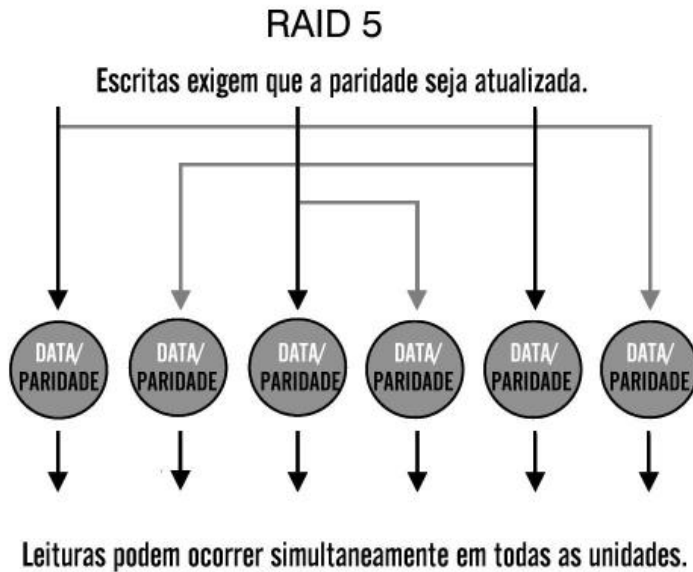 RAID 5
Escritas exigem que a paridade seja atualizada.
DATA/ DATA/ DATA/ DATA/ DATA/ DATA/
PARIDADE PARIDADE PARIDADE PARIDADE PARIDADE PARIDADE
Leituras podem ocorrer simultaneamente em todas as unidades.